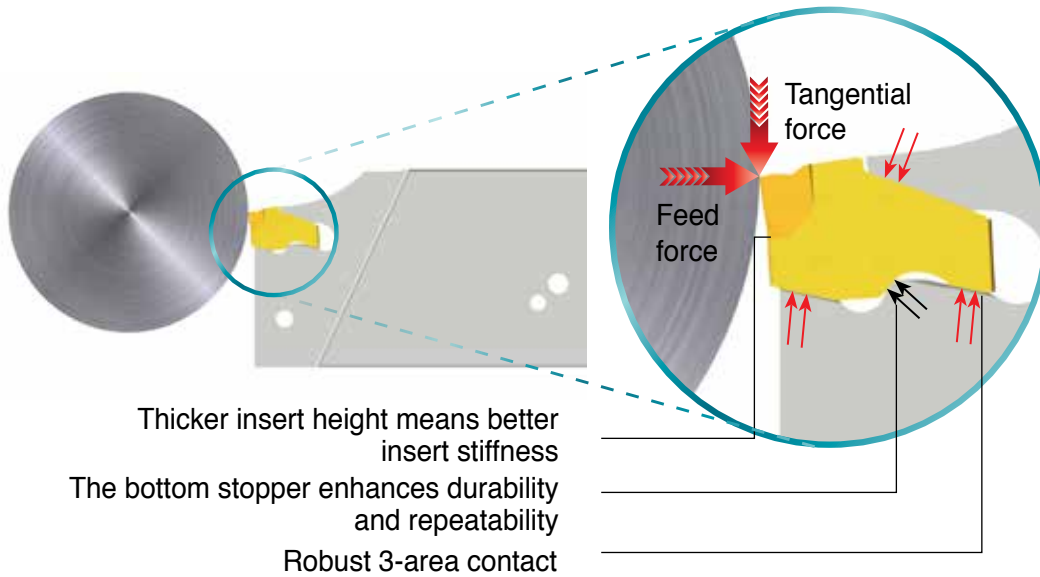 Tangential
force
Feed
force
Thicker insert height means better
insert stiffness
The bottom stopper enhances durability
and repeatability
Robust 3-area contact